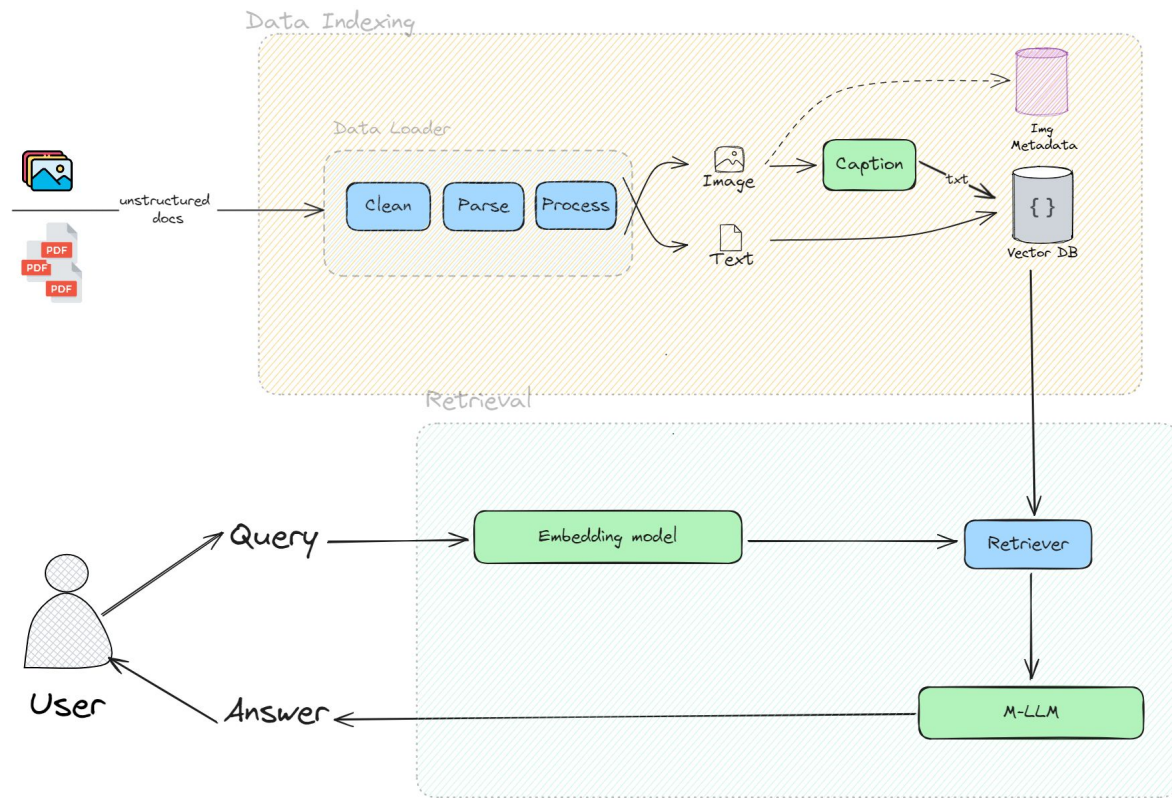 Data Indexing
Data Loader
Img
Metadata
Image
Caption
txt
unstructured
docs
Clean
Parse
Process
{ }
PDF
PDF
PDF
Text
Vector DB
Retrieval
Query
Embedding model
Retriever
User
Answer
M-LLM